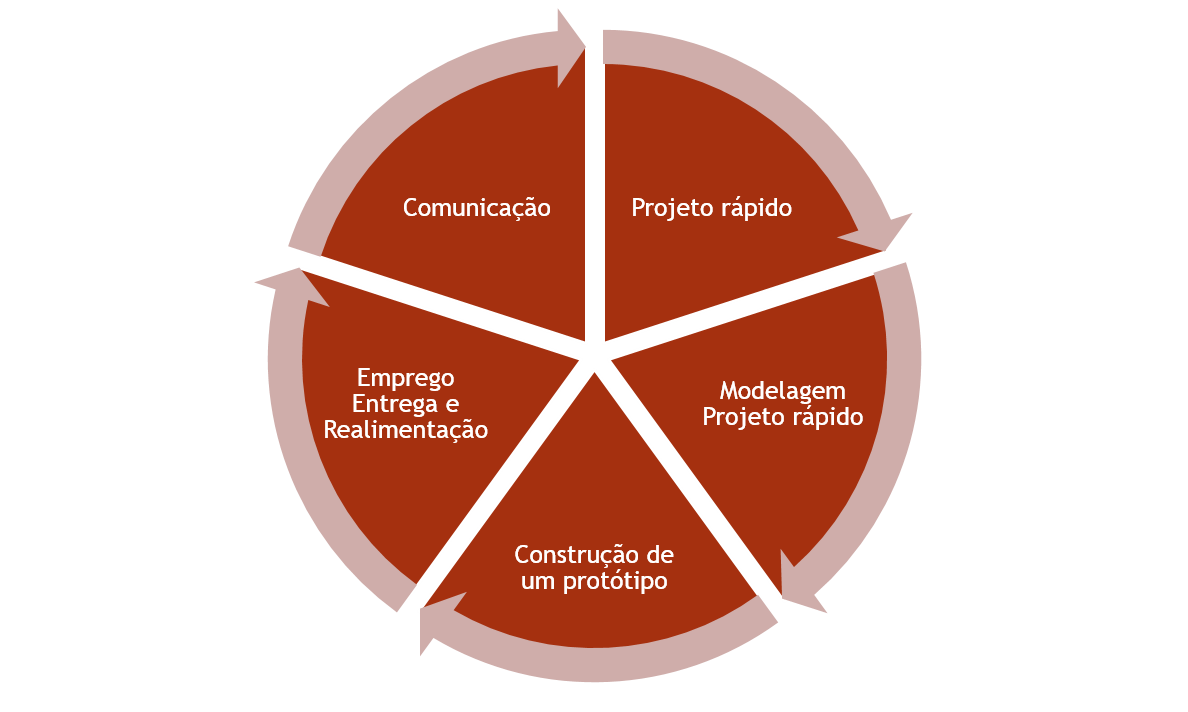 Comunicação
Projeto rápido
Modelagem
Projeto rápido
Construção de
um protótipo
Emprego
Entrega e
Realimentação